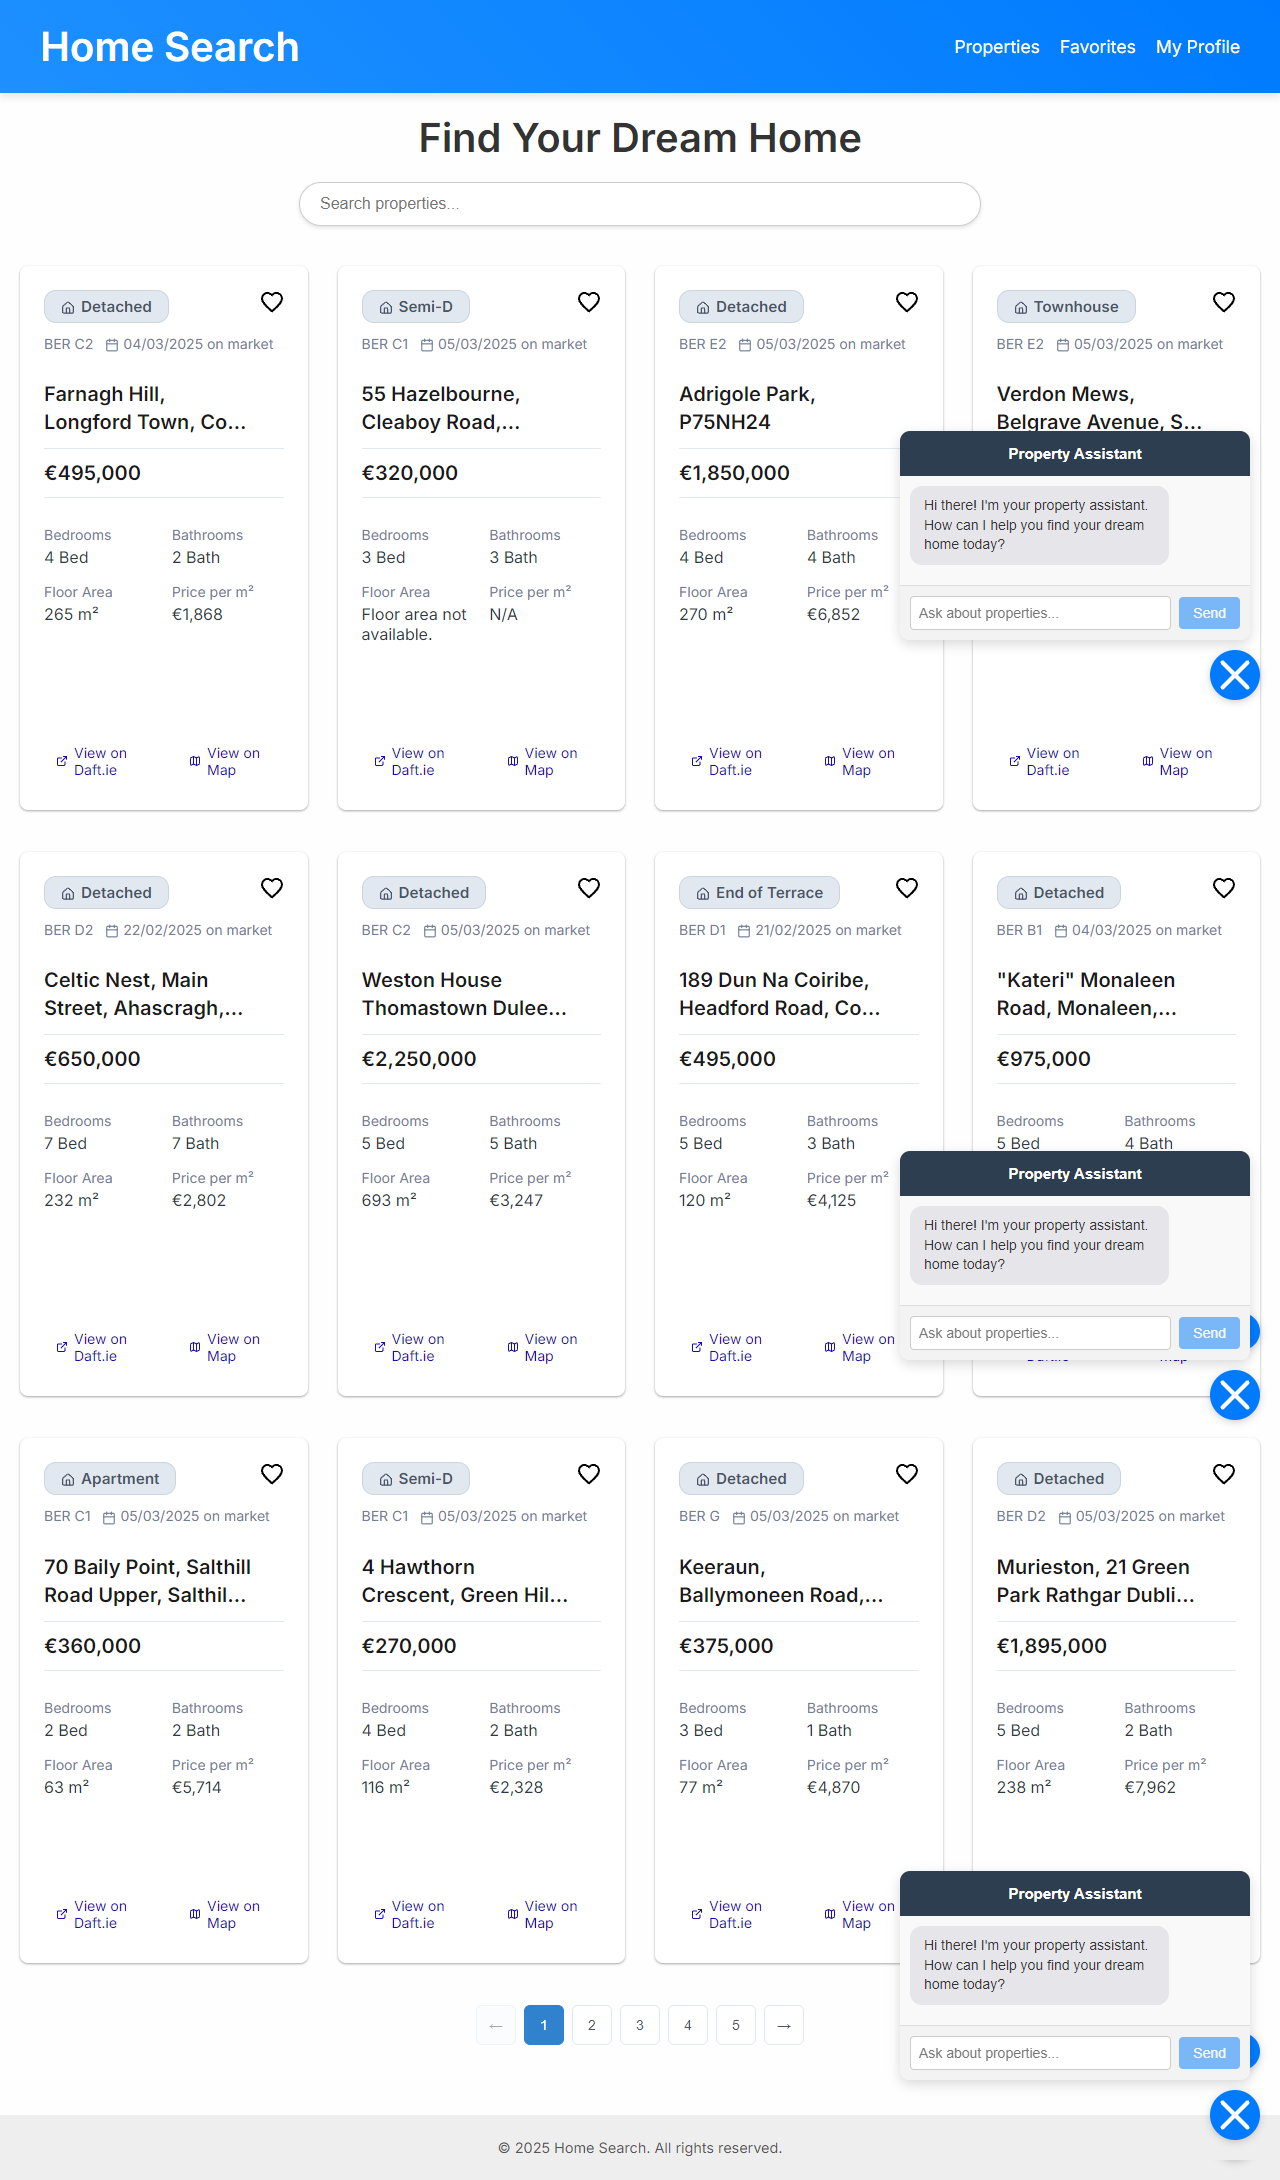 Home Search
Properties
Favorites
My Profile
Find Your Dream Home
Search properties...
Detached
BER C2
04/03/2025 on market
Farnagh Hill,
Longford Town, Co...
€495,000
Bedrooms
4 Bed
Bathrooms
2 Bath
Floor Area
265 m²
Price per m²
€1,868
View on
Daft.ie
View on
Map
Semi-D
BER C1
05/03/2025 on market
55 Hazelbourne,
Cleaboy Road,...
€320,000
Bedrooms
3 Bed
Bathrooms
3 Bath
Floor Area
Floor area not
available.
Price per m²
N/A
View on
Daft.ie
View on
Map
Detached
BER E2
05/03/2025 on market
Adrigole Park,
P75NH24
€1,850,000
Bedrooms
4 Bed
Bathrooms
4 Bath
Floor Area
270 m²
Price per m²
€6,852
View on
Daft.ie
View on
Map
Townhouse
BER E2
05/03/2025 on market
Verdon Mews,
Belgrave Avenue, S...
View on
Daft.ie
View on
Map
Property Assistant
Hi there! I'm your property assistant.
How can I help you find your dream
home today?
Ask about properties...
Send
Detached
BER D2
22/02/2025 on market
Celtic Nest, Main
Street, Ahascragh,...
€650,000
Bedrooms
7 Bed
Bathrooms
7 Bath
Floor Area
232 m²
Price per m²
€2,802
View on
Daft.ie
View on
Map
Detached
BER C2
05/03/2025 on market
Weston House
Thomastown Dulee...
€2,250,000
Bedrooms
5 Bed
Bathrooms
5 Bath
Floor Area
693 m²
Price per m²
€3,247
View on
Daft.ie
View on
Map
End of Terrace
BER D1
21/02/2025 on market
189 Dun Na Coiribe,
Headford Road, Co...
€495,000
Bedrooms
5 Bed
Bathrooms
3 Bath
Floor Area
120 m²
Price per m²
€4,125
View on
Daft.ie
View on
Map
Detached
BER B1
04/03/2025 on market
"Kateri" Monaleen
Road, Monaleen,...
€975,000
Bedrooms
5 Bed
Bathrooms
4 Bath
Property Assistant
Hi there! I'm your property assistant.
How can I help you find your dream
home today?
Ask about properties...
Send
Apartment
BER C1
05/03/2025 on market
70 Baily Point, Salthill
Road Upper, Salthil...
€360,000
Bedrooms
2 Bed
Bathrooms
2 Bath
Floor Area
63 m²
Price per m²
€5,714
View on
Daft.ie
View on
Map
Semi-D
BER C1
05/03/2025 on market
4 Hawthorn
Crescent, Green Hil...
€270,000
Bedrooms
4 Bed
Bathrooms
2 Bath
Floor Area
116 m²
Price per m²
€2,328
View on
Daft.ie
View on
Map
Detached
BER G
05/03/2025 on market
Keeraun,
Ballymoneen Road,...
€375,000
Bedrooms
3 Bed
Bathrooms
1 Bath
Floor Area
77 m²
Price per m²
€4,870
View on
Daft.ie
View on
Map
Detached
BER D2
05/03/2025 on market
Murieston, 21 Green
Park Rathgar Dubli...
€1,895,000
Bedrooms
5 Bed
Bathrooms
2 Bath
Floor Area
238 m²
Price per m²
€7,962
Property Assistant
Hi there! I'm your property assistant.
How can I help you find your dream
home today?
Ask about properties...
Send
← 1 2 3 4 5 →
© 2025 Home Search. All rights reserved.